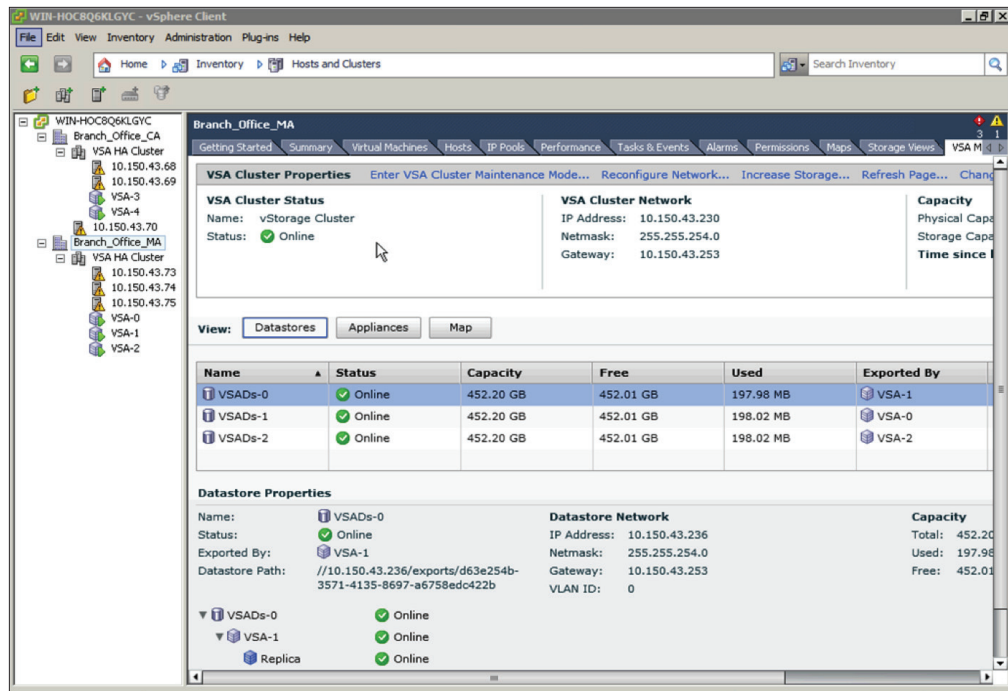 WIN-HOC8Q6KLGYC - vSphere Client
File Edit View Inventory Administration Plug-ins Help
Home Inventory Hosts and Clusters Search Inventory
WIN-HOC8Q6KLGYC
Branch_Office_CA
VSA HA Cluster
10.150.43.68
10.150.43.69
VSA-3
VSA-4
10.150.43.70
Branch_Office_MA
VSA HA Cluster
10.150.43.73
10.150.43.74
10.150.43.75
VSA-0
VSA-1
VSA-2
Branch_Office_MA
3 1
Getting Started Summary Virtual Machines Hosts IP Pools Performance Tasks & Events Alarms Permissions Maps Storage Views VSA M
VSA Cluster Properties Enter VSA Cluster Maintenance Mode... Reconfigure Network... Increase Storage... Refresh Page... Chang
VSA Cluster Status VSA Cluster Network Capacity
Name: vStorage Cluster IP Address: 10.150.43.230 Physical Capa
Status: Online Netmask: 255.255.254.0 Storage Capa
Gateway: 10.150.43.253 Time since l
View: Datastores Appliances Map
Name Status Capacity Free Used Exported By
VSADs-0 Online 452.20 GB 452.01 GB 197.98 MB VSA-1
VSADs-1 Online 452.20 GB 452.01 GB 198.02 MB VSA-0
VSADs-2 Online 452.20 GB 452.01 GB 198.02 MB VSA-2
Datastore Properties
Name: VSADs-0 Datastore Network Capacity
Status: Online IP Address: 10.150.43.236 Total: 452.20
Exported By: VSA-1 Netmask: 255.255.254.0 Used: 197.98
Datastore Path: //10.150.43.236/exports/d63e254b- Gateway: 10.150.43.253 Free: 452.01
3571-4135-8697-a6758edc422b VLAN ID: 0
VSADs-0 Online
VSA-1 Online
Replica Online